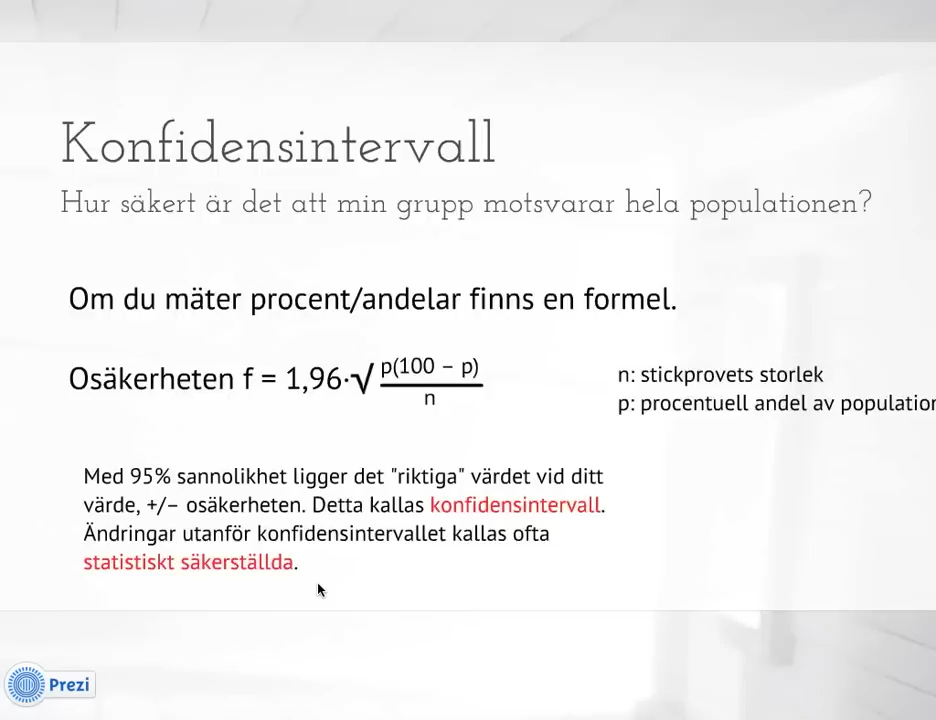 Konfidensintervall
Hur säkert är det att min grupp motsvarar hela populationen?
Om du mäter procent/andelar finns en formel.
Osäkerheten f = 1,96·√ p(100 − p) / n
n: stickprovets storlek
p: procentuell andel av population
Med 95% sannolikhet ligger det "riktiga" värdet vid ditt
värde, +/− osäkerheten. Detta kallas konfidensintervall.
Ändringar utanför konfidensintervallet kallas ofta
statistiskt säkerställda.
Prezi